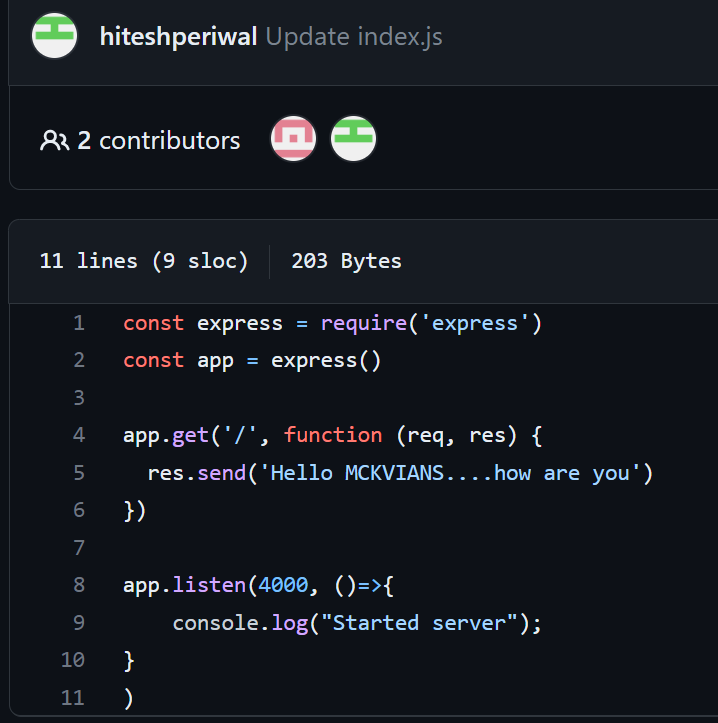 hiteshperiwal Update index.js
2 contributors
11 lines (9 sloc) 203 Bytes
1 const express = require('express')
2 const app = express()
3
4 app.get('/', function (req, res) {
5   res.send('Hello MCKVIANS....how are you')
6 })
7
8 app.listen(4000, ()=>{
9     console.log("Started server");
10 }
11 )